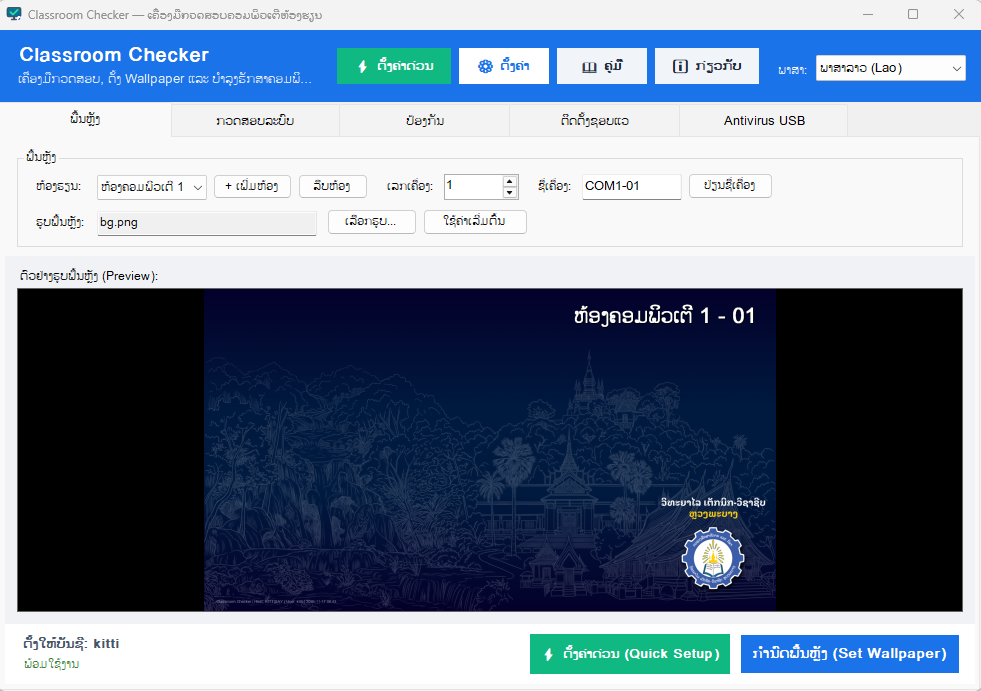 Classroom Checker — ເຄື່ອງມືກວດສອບຄອມພິວເຕີຫ້ອງຮຽນ
Classroom Checker
ເຄື່ອງມືກວດສອບ, ຕັ້ງ Wallpaper ແລະ ບຳລຸງຮັກສາຄອມພິ...
ຕັ້ງຄ່າດ່ວນ
ຕັ້ງຄ່າ
ຄູ່ມື
ກ່ຽວກັບ
ພາສາ:
ພາສາລາວ (Lao)
ພື້ນຫຼັງ
ກວດສອບລະບົບ
ປ້ອງກັນ
ຕິດຕັ້ງຊອບແວ
Antivirus USB
ພື້ນຫຼັງ
ຫ້ອງຮຽນ:
ຫ້ອງຄອມພິວເຕີ 1
+ ເພີ່ມຫ້ອງ
ລຶບຫ້ອງ
ເລກເຄື່ອງ:
1
ຊື່ເຄື່ອງ:
COM1-01
ປ່ຽນຊື່ເຄື່ອງ
ຮູບພື້ນຫຼັງ:
bg.png
ເລືອກຮູບ...
ໃຊ້ຄ່າເລີ່ມຕົ້ນ
ຕົວຢ່າງຮູບພື້ນຫຼັງ (Preview):
ຫ້ອງຄອມພິວເຕີ 1 - 01
ວິທະຍາໄລ ເຕັກນິກ-ວິຊາຊີບ
ຫຼວງພະບາງ
ຕັ້ງໃຫ້ບັນຊີ: kitti
ພ້ອມໃຊ້ງານ
ຕັ້ງຄ່າດ່ວນ (Quick Setup)
ກຳນົດພື້ນຫຼັງ (Set Wallpaper)